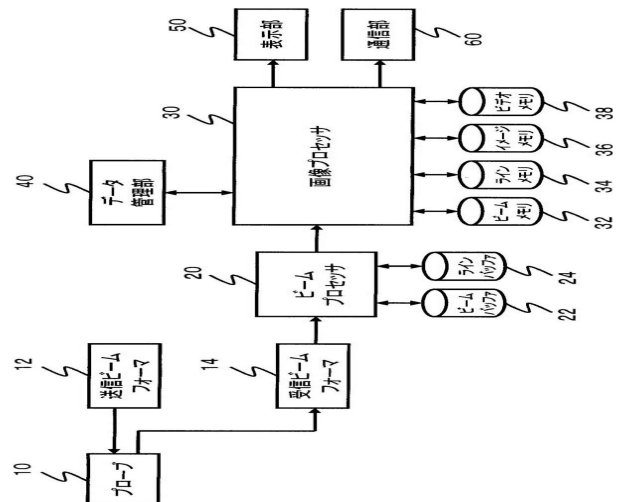 10
プローブ
12
送信ビーム
フォーマ
14
受信ビーム
フォーマ
20
ビーム
プロセッサ
22
ビーム
バッファ
24
ライン
バッファ
30
画像プロセッサ
32
ビーム
メモリ
34
ライン
メモリ
36
イメージ
メモリ
38
ビデオ
メモリ
40
データ
管理部
50
表示部
60
通信部